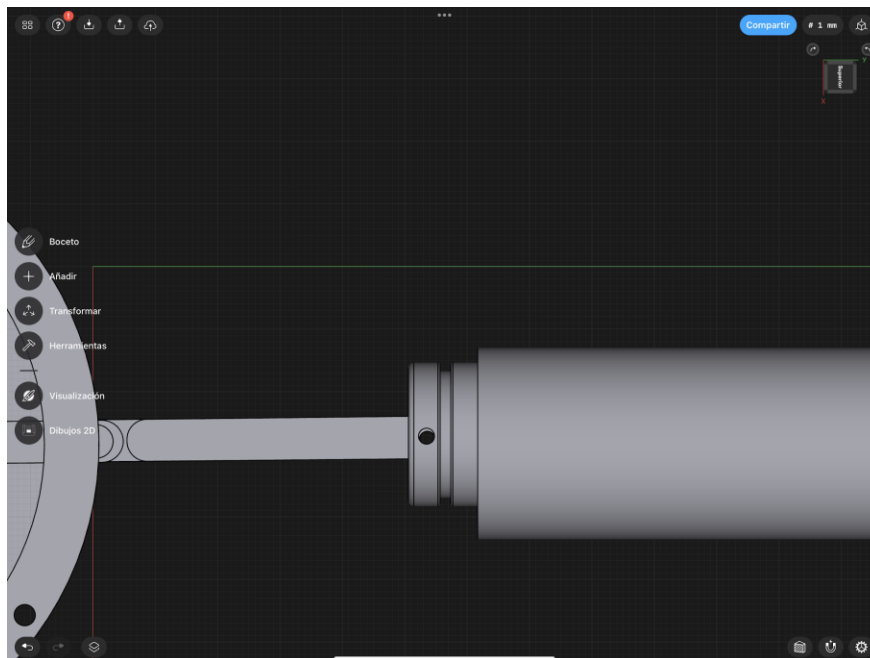 Compartir
# 1 mm
Superior
Y
X
Boceto
Añadir
Transformar
Herramientas
Visualización
Dibujos 2D